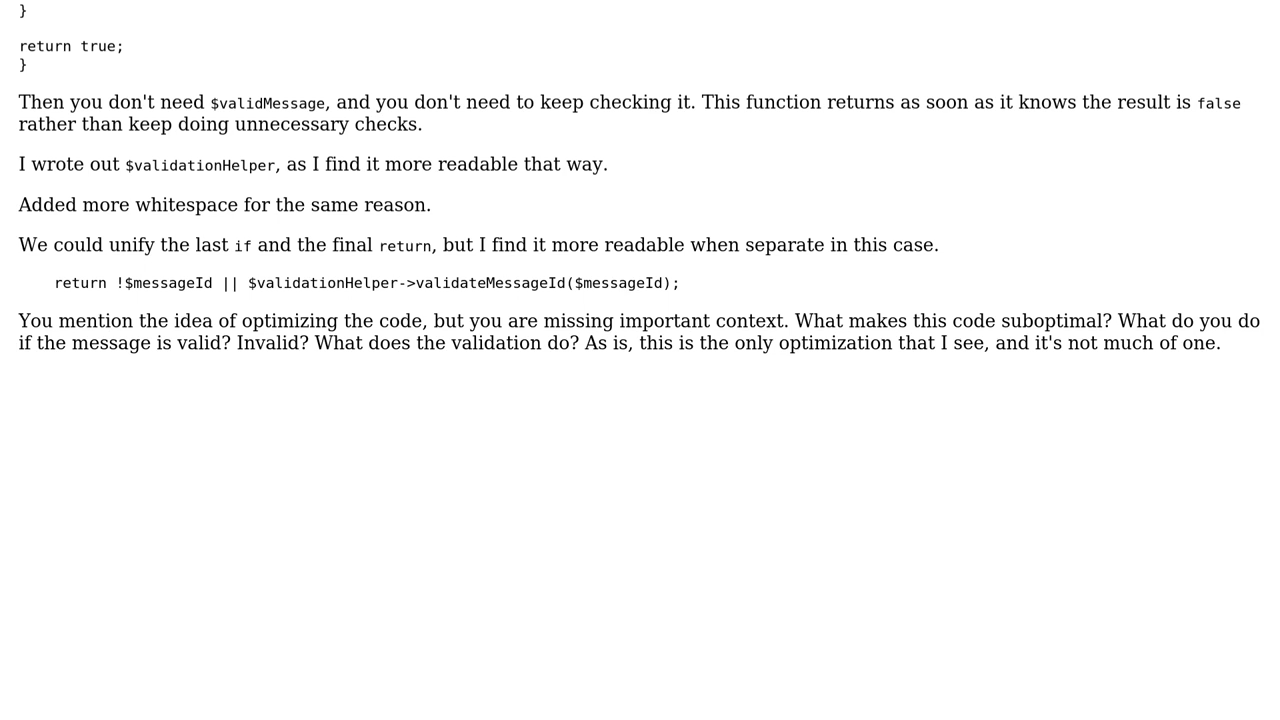 }
return true;
}
Then you don't need $validMessage, and you don't need to keep checking it. This function returns as soon as it knows the result is false
rather than keep doing unnecessary checks.
I wrote out $validationHelper, as I find it more readable that way.
Added more whitespace for the same reason.
We could unify the last if and the final return, but I find it more readable when separate in this case.
return !$messageId || $validationHelper->validateMessageId($messageId);
You mention the idea of optimizing the code, but you are missing important context. What makes this code suboptimal? What do you do
if the message is valid? Invalid? What does the validation do? As is, this is the only optimization that I see, and it's not much of one.